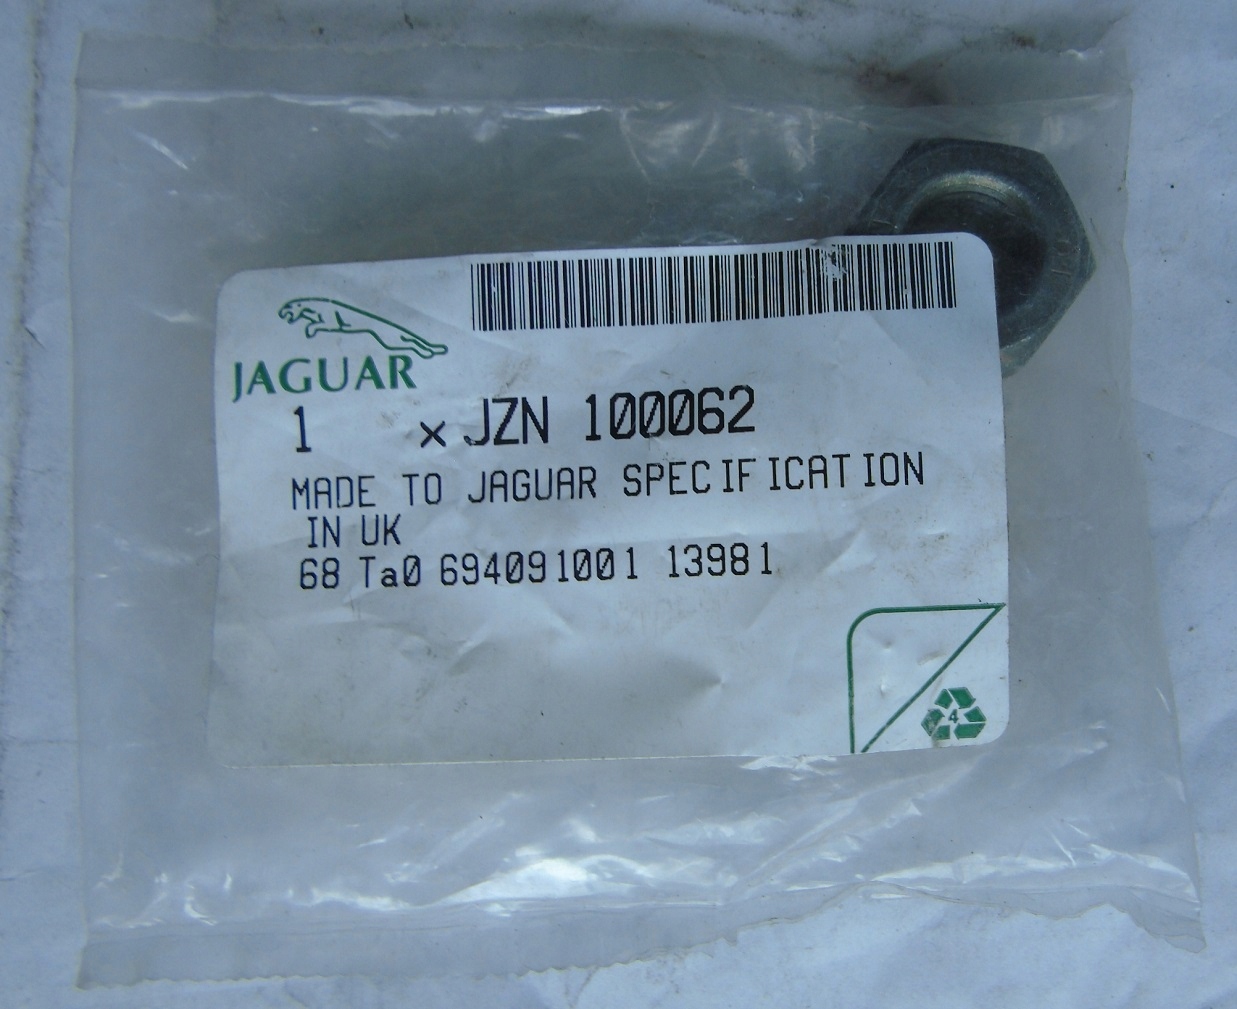 JAGUAR
1 x JZN 100062
MADE TO JAGUAR SPECIFICATION
IN UK
68 Ta0 694091001 13981
4